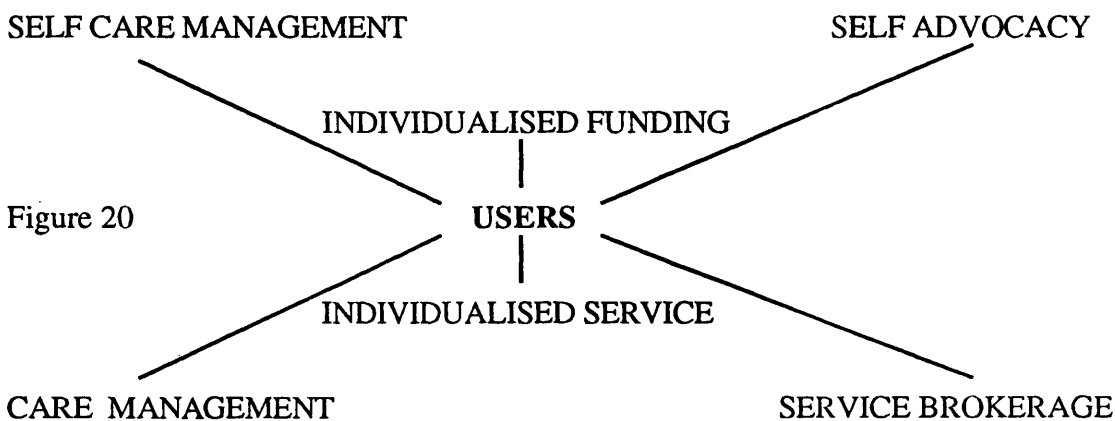 SELF CARE MANAGEMENT
SELF ADVOCACY
INDIVIDUALISED FUNDING
Figure 20
USERS
INDIVIDUALISED SERVICE
CARE MANAGEMENT
SERVICE BROKERAGE